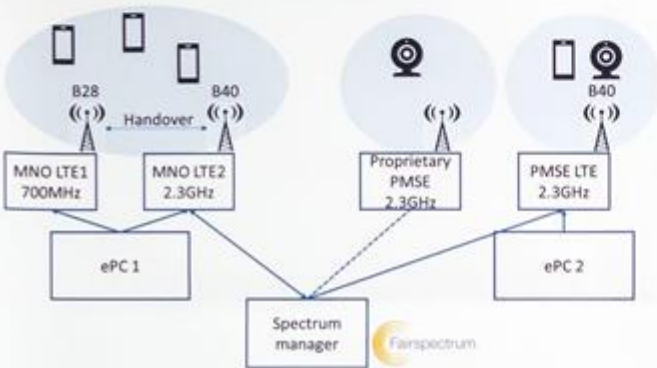 B28
B40
B40
Handover
MNO LTE1
700MHz
MNO LTE2
2.3GHz
Proprietary
PMSE
2.3GHz
PMSE LTE
2.3GHz
ePC 1
ePC 2
Spectrum
manager
Fairspectrum